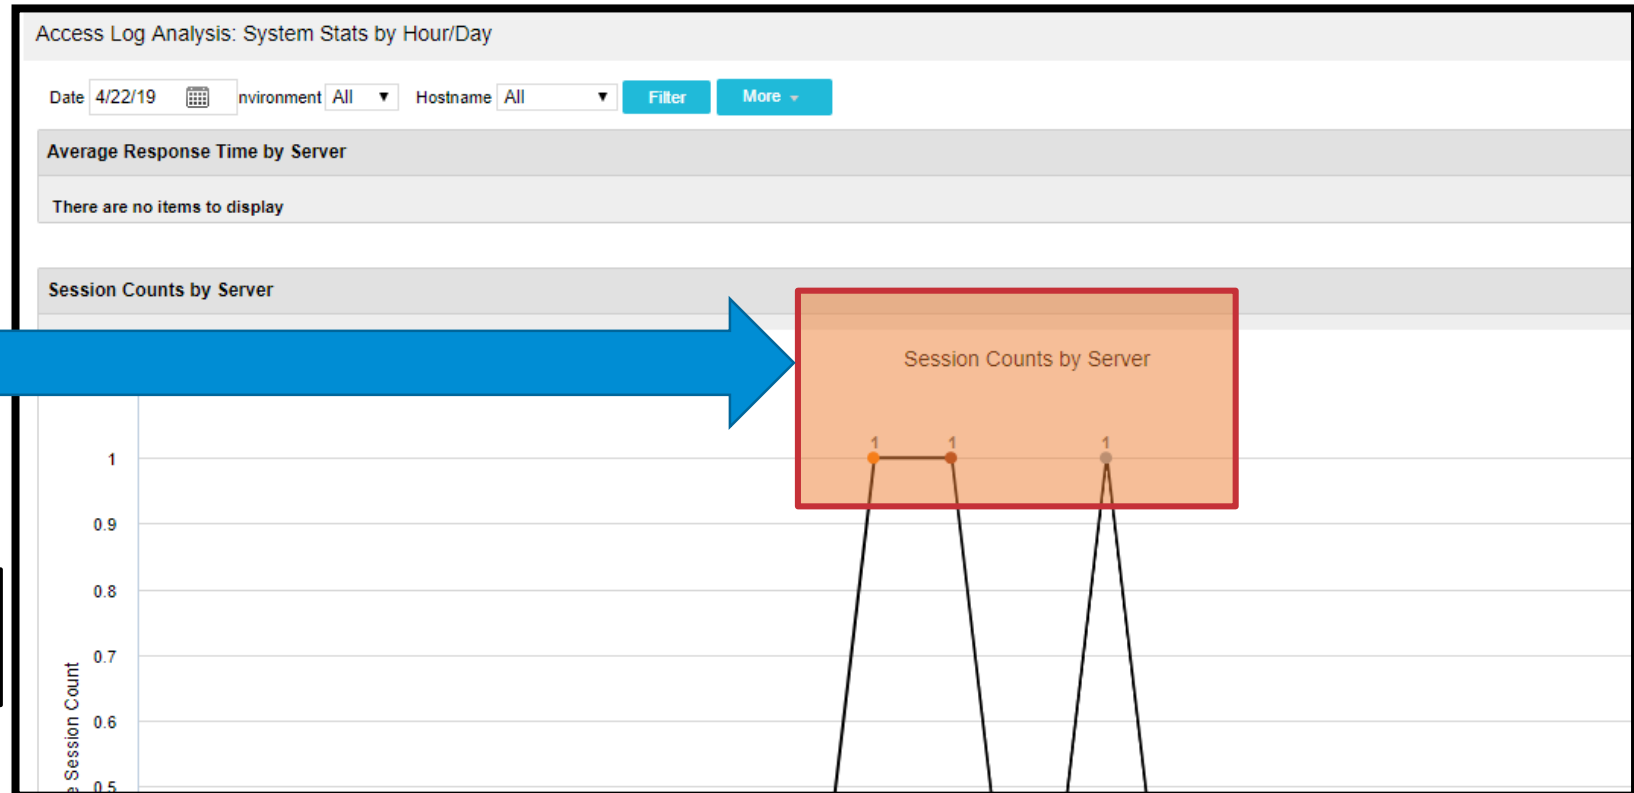 Access Log Analysis: System Stats by Hour/Day
Date 4/22/19 nvironment All Hostname All Filter More
Average Response Time by Server
There are no items to display
Session Counts by Server
Session Counts by Server
1 1 1
1
0.9
0.8
0.7
0.6
0.5
Session Count